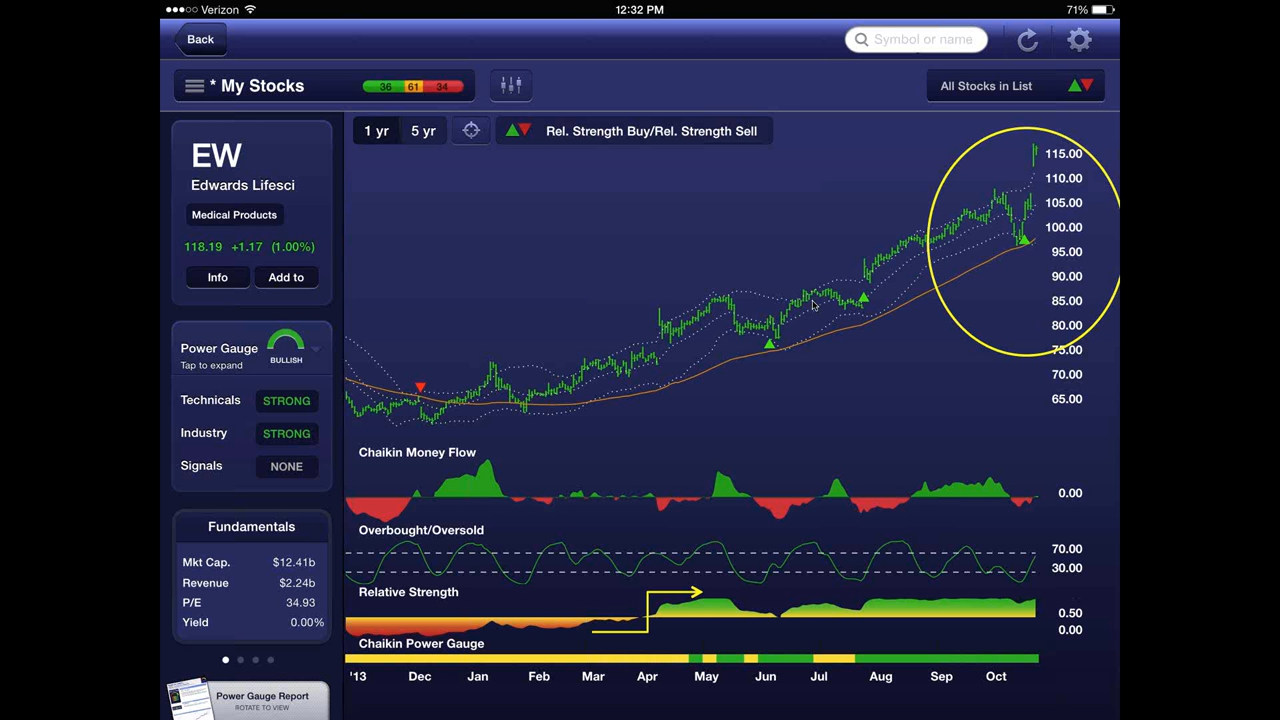 Verizon
12:32 PM
71%
Back
Symbol or name
* My Stocks
36 61 34
All Stocks in List
EW
Edwards Lifesci
Medical Products
118.19 +1.17 (1.00%)
Info
Add to
Power Gauge
Tap to expand
BULLISH
Technicals STRONG
Industry STRONG
Signals NONE
Fundamentals
Mkt Cap. $12.41b
Revenue $2.24b
P/E 34.93
Yield 0.00%
Power Gauge Report
ROTATE TO VIEW
1 yr 5 yr
Rel. Strength Buy/Rel. Strength Sell
115.00
110.00
105.00
100.00
95.00
90.00
85.00
80.00
75.00
70.00
65.00
Chaikin Money Flow
0.00
Overbought/Oversold
70.00
30.00
Relative Strength
0.50
0.00
Chaikin Power Gauge
'13 Dec Jan Feb Mar Apr May Jun Jul Aug Sep Oct